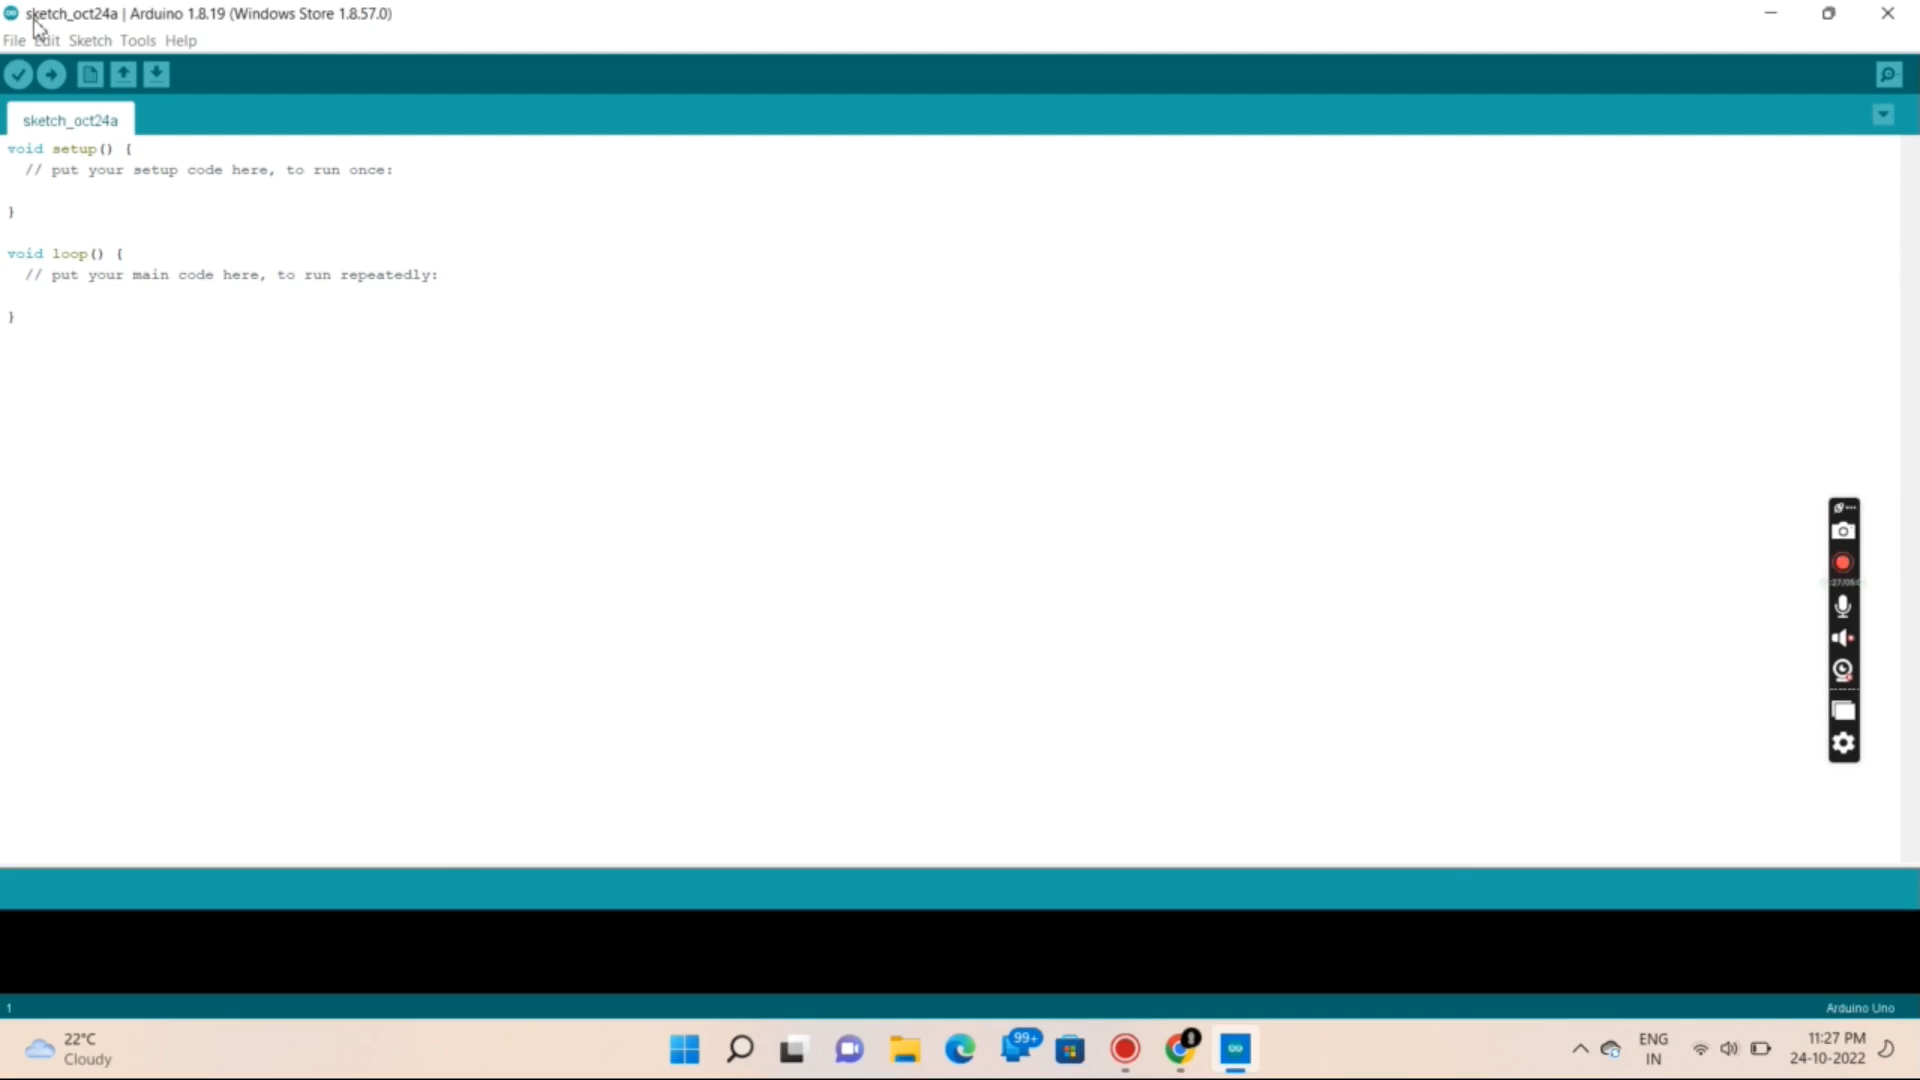 sketch_oct24a | Arduino 1.8.19 (Windows Store 1.8.57.0)
File Edit Sketch Tools Help
sketch_oct24a
void setup() {
// put your setup code here, to run once:
}
void loop() {
// put your main code here, to run repeatedly:
}
1
Arduino Uno
22°C
Cloudy
99+
ENG
IN
11:27 PM
24-10-2022